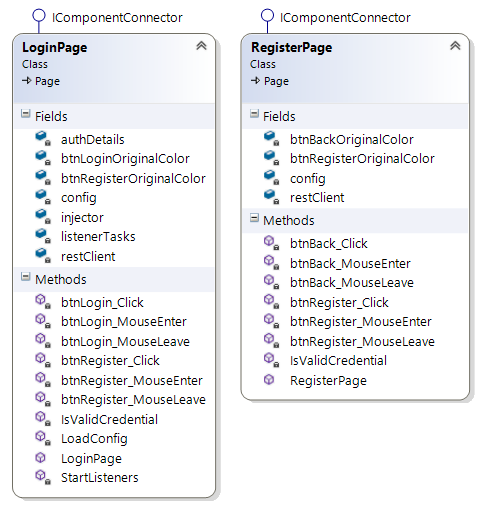 IComponentConnector
LoginPage
Class
Page
Fields
authDetails
btnLoginOriginalColor
btnRegisterOriginalColor
config
injector
listenerTasks
restClient
Methods
btnLogin_Click
btnLogin_MouseEnter
btnLogin_MouseLeave
btnRegister_Click
btnRegister_MouseEnter
btnRegister_MouseLeave
IsValidCredential
LoadConfig
LoginPage
StartListeners
IComponentConnector
RegisterPage
Class
Page
Fields
btnBackOriginalColor
btnRegisterOriginalColor
config
restClient
Methods
btnBack_Click
btnBack_MouseEnter
btnBack_MouseLeave
btnRegister_Click
btnRegister_MouseEnter
btnRegister_MouseLeave
IsValidCredential
RegisterPage